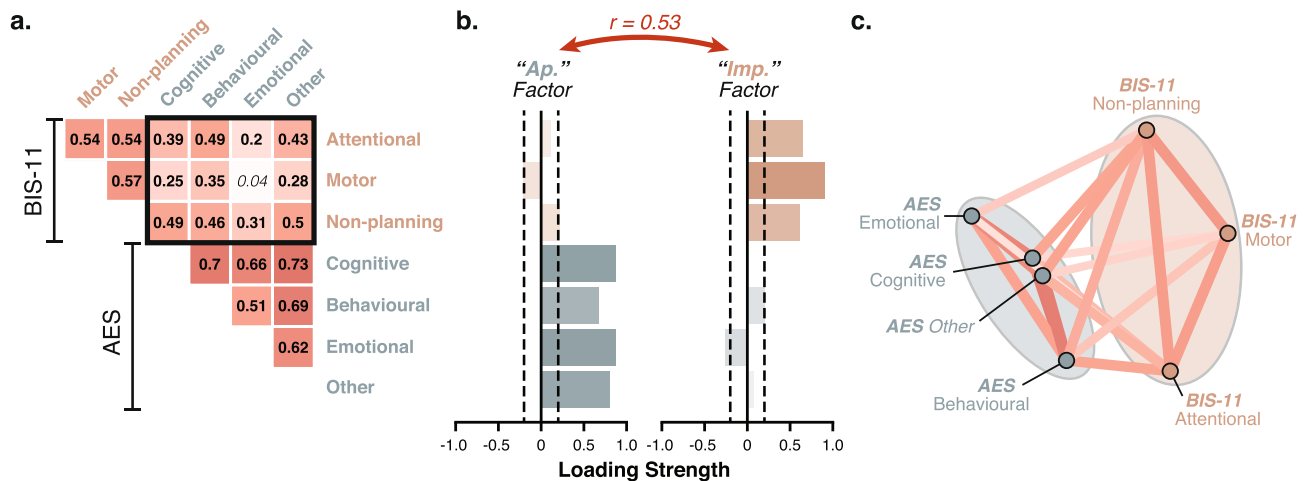 a.
Motor
Non-planning
Cognitive
Behavioural
Emotional
Other
BIS-11
0.54 0.54 0.39 0.49 0.2 0.43 Attentional
0.57 0.25 0.35 0.04 0.28 Motor
0.49 0.46 0.31 0.5 Non-planning
AES
0.7 0.66 0.73 Cognitive
0.51 0.69 Behavioural
0.62 Emotional
Other
b.
r = 0.53
“Ap.”
Factor
“Imp.”
Factor
-1.0 -0.5 0 0.5 1.0
-1.0 -0.5 0 0.5 1.0
Loading Strength
c.
BIS-11
Non-planning
AES
Emotional
BIS-11
Motor
AES
Cognitive
AES Other
AES
Behavioural
BIS-11
Attentional